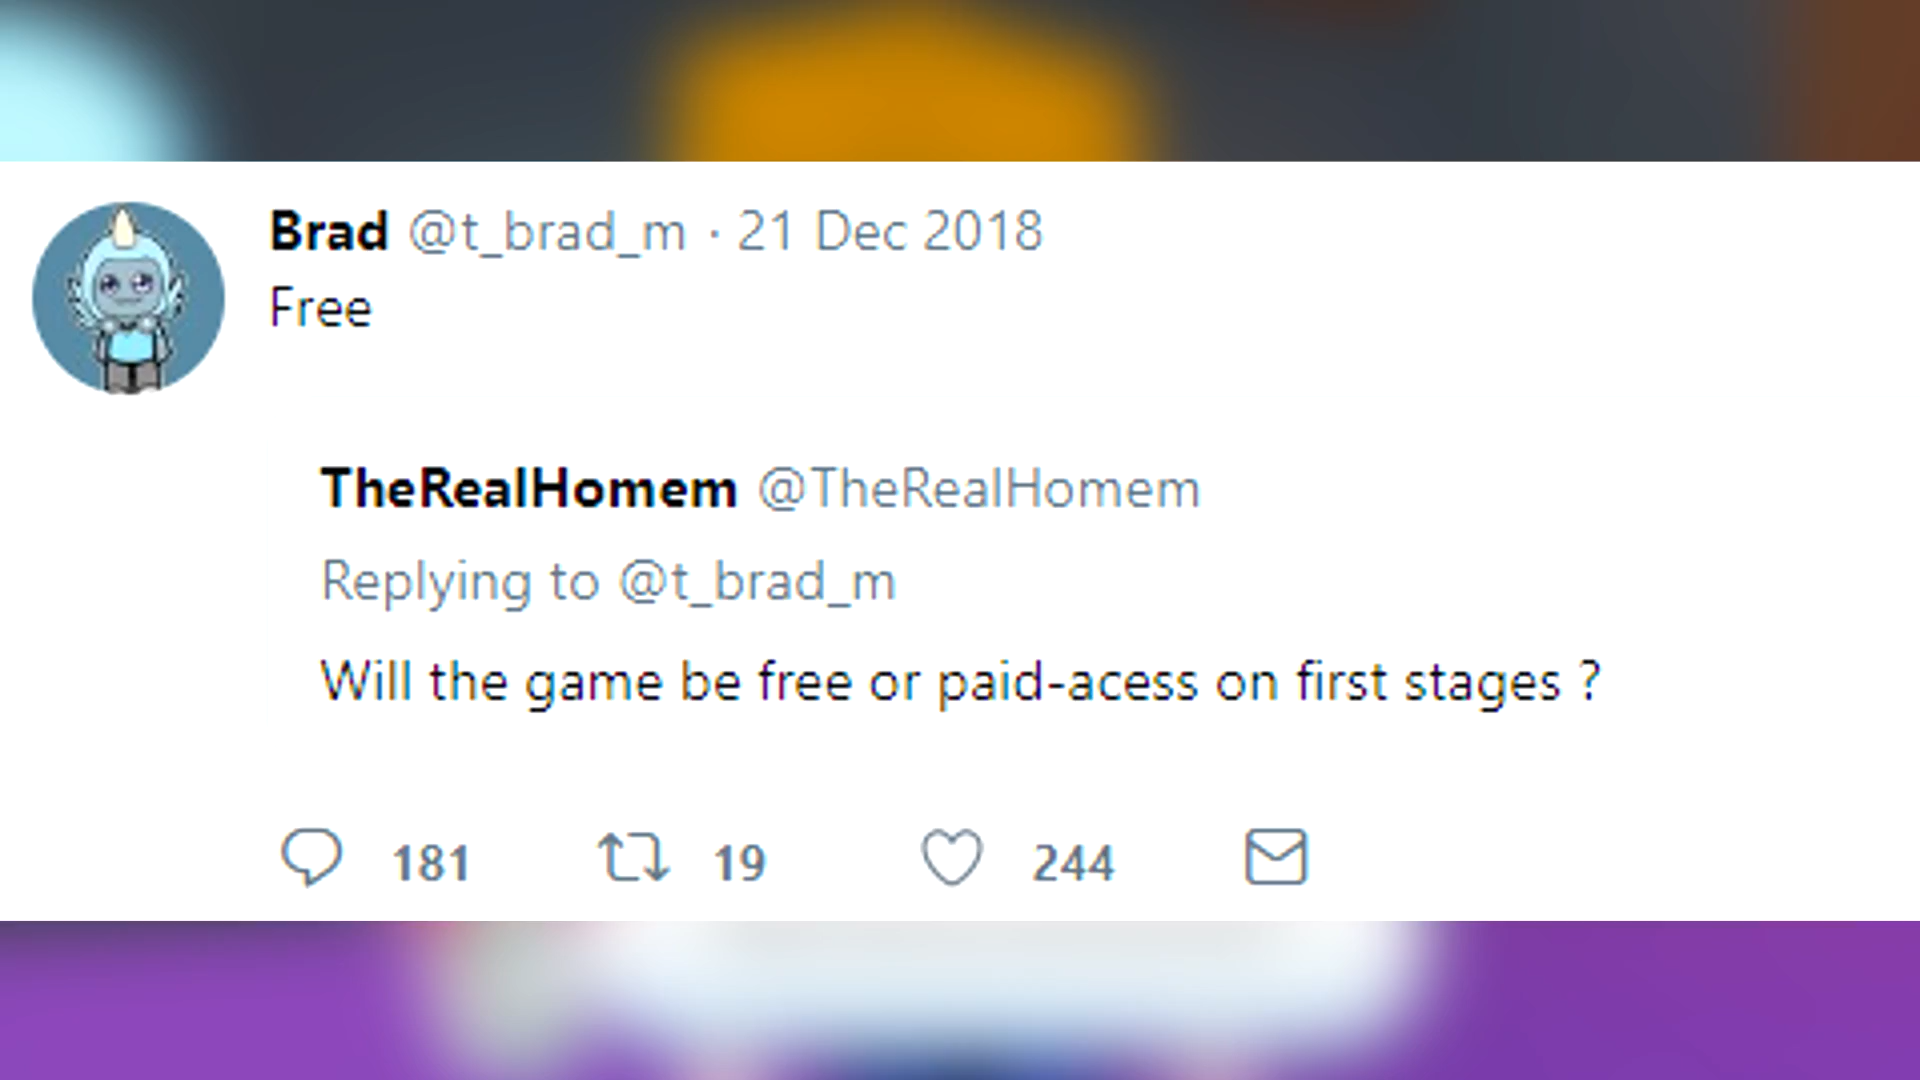 Brad @t_brad_m · 21 Dec 2018
Free
TheRealHomem @TheRealHomem
Replying to @t_brad_m
Will the game be free or paid-acess on first stages ?
181 19 244